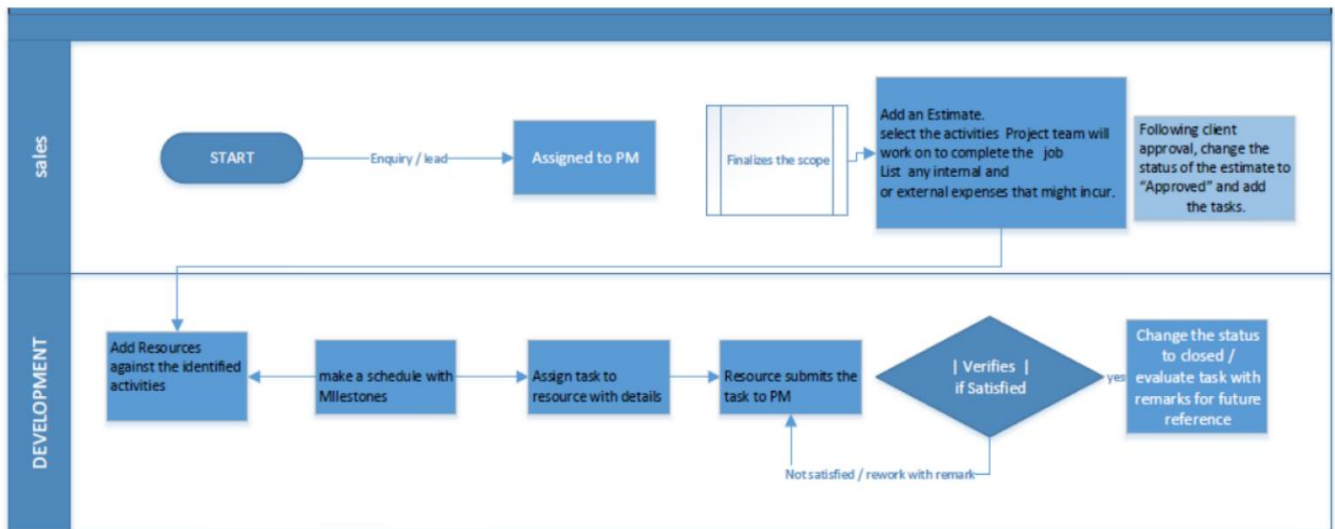 sales
START
Enquiry / lead
Assigned to PM
Finalizes the scope
Add an Estimate.
select the activities Project team will
work on to complete the job
List any internal and
or external expenses that might incur.
Following client
approval, change the
status of the estimate to
“Approved” and add
the tasks.
DEVELOPMENT
Add Resources
against the identified
activities
make a schedule with
MIlestones
Assign task to
resource with details
Resource submits the
task to PM
| Verifies |
if Satisfied
yes
Change the status
to closed /
evaluate task with
remarks for future
reference
Not satisfied / rework with remark